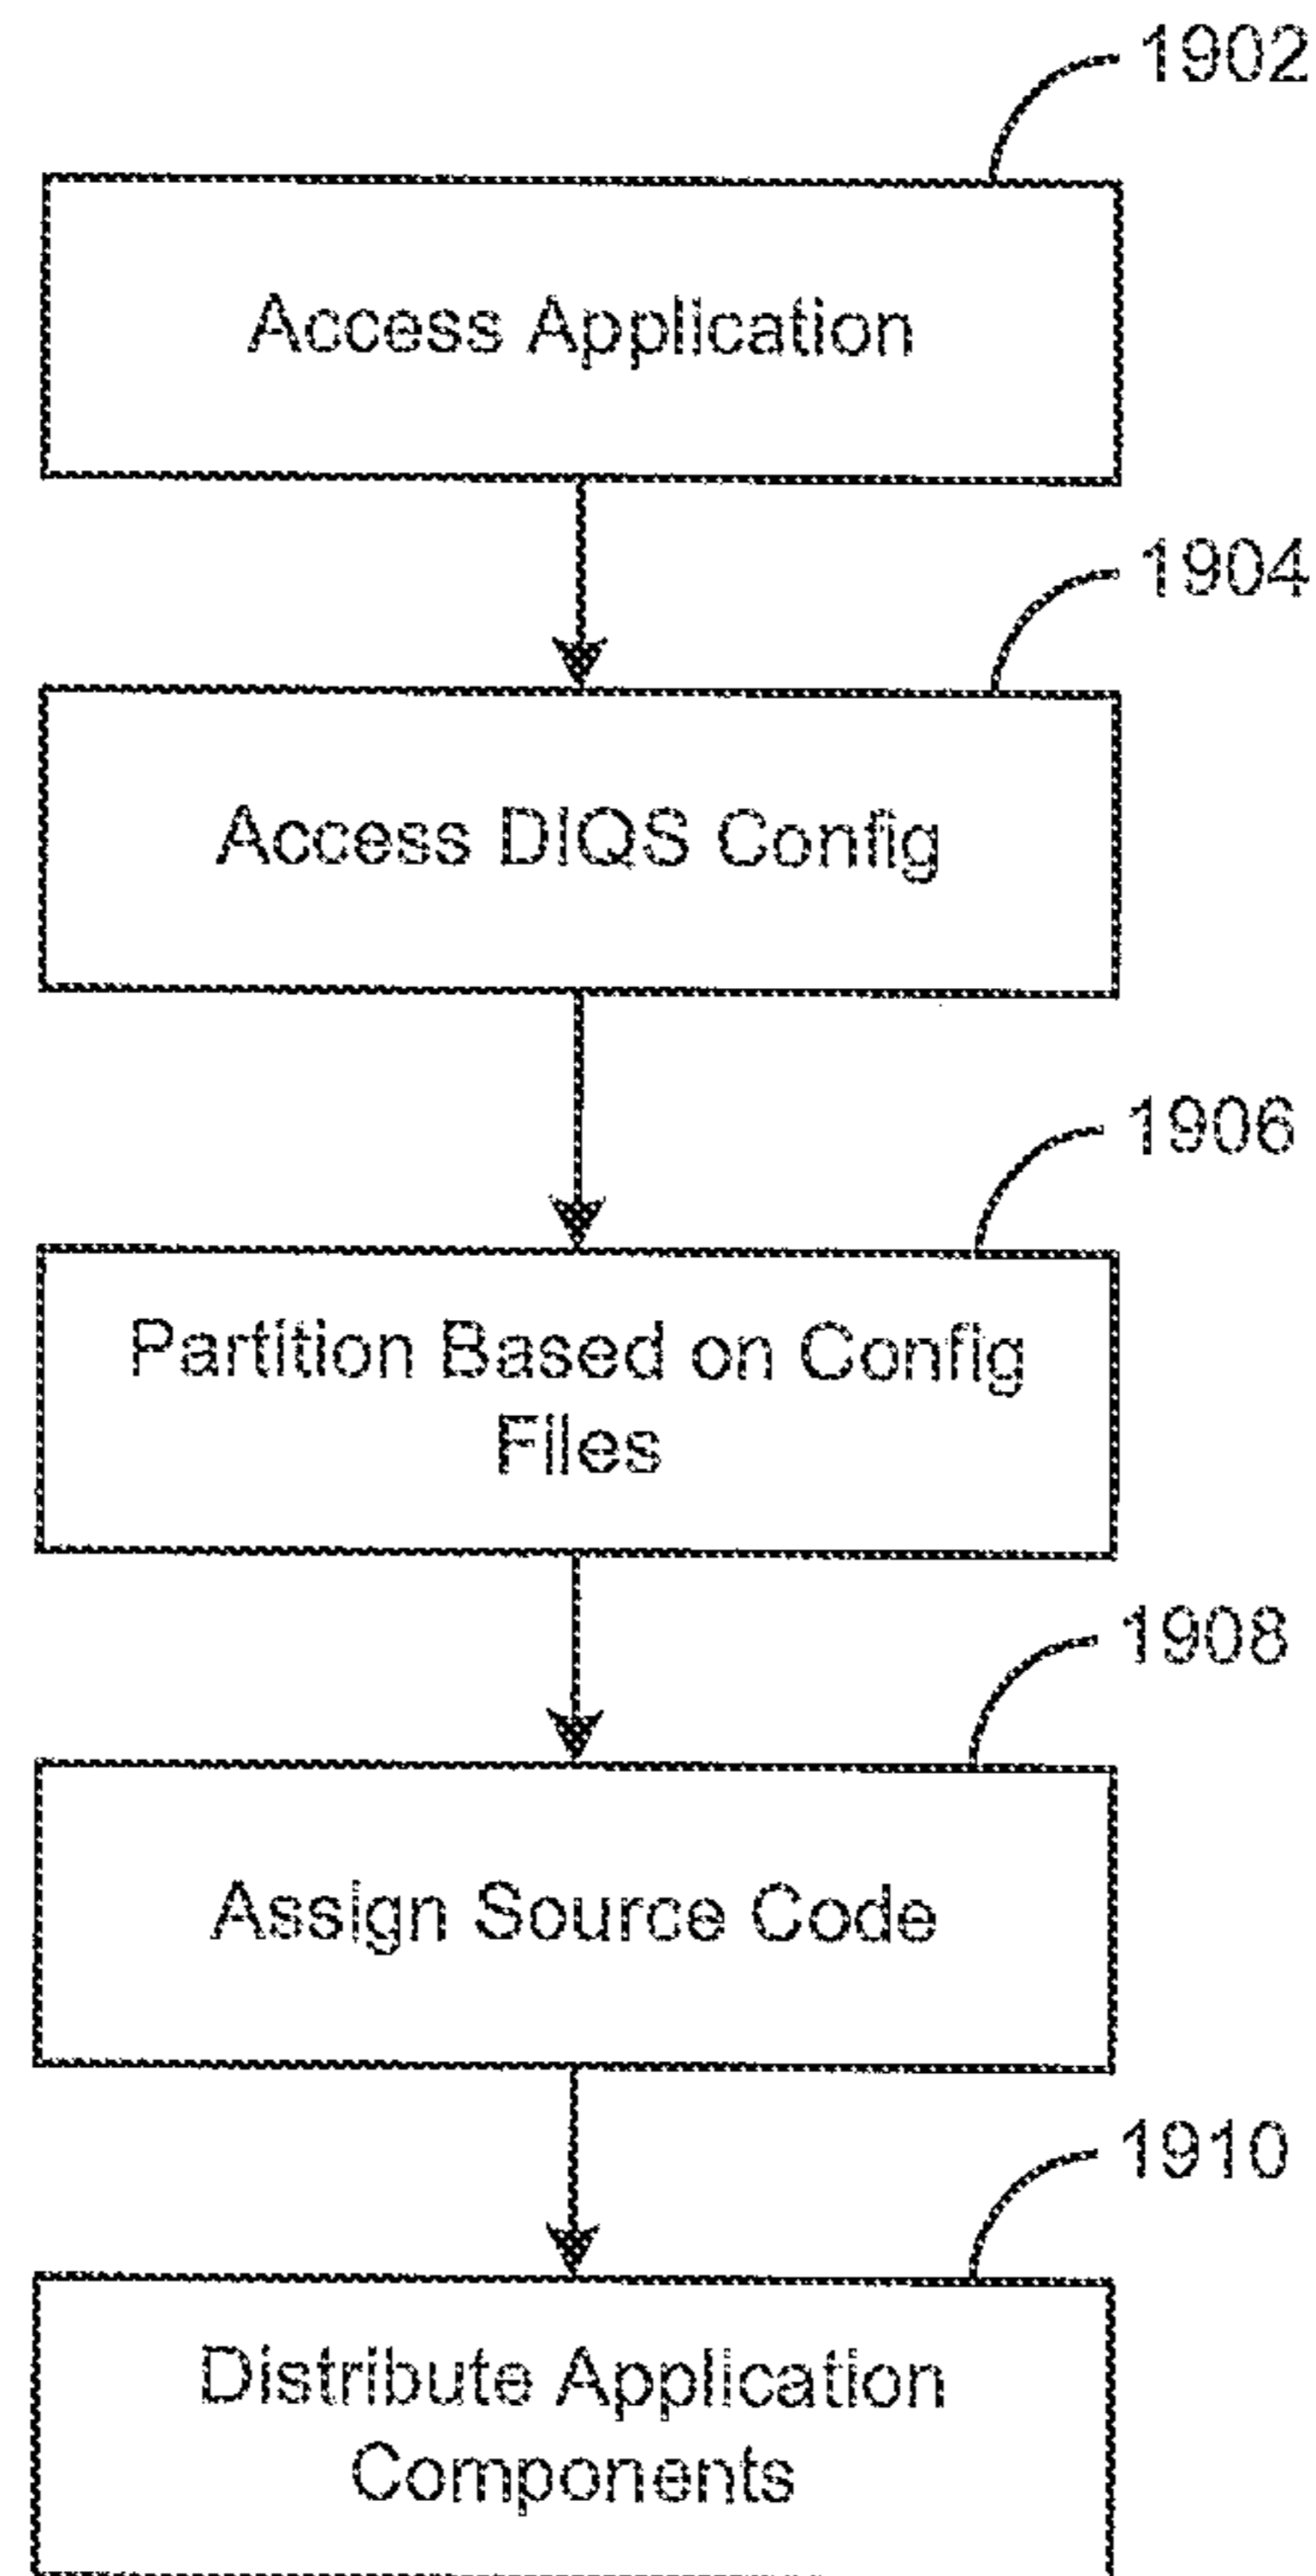 1902
Access Application
1904
Access DIQS Config
1906
Partition Based on Config
Files
1908
Assign Source Code
1910
Distribute Application
Components